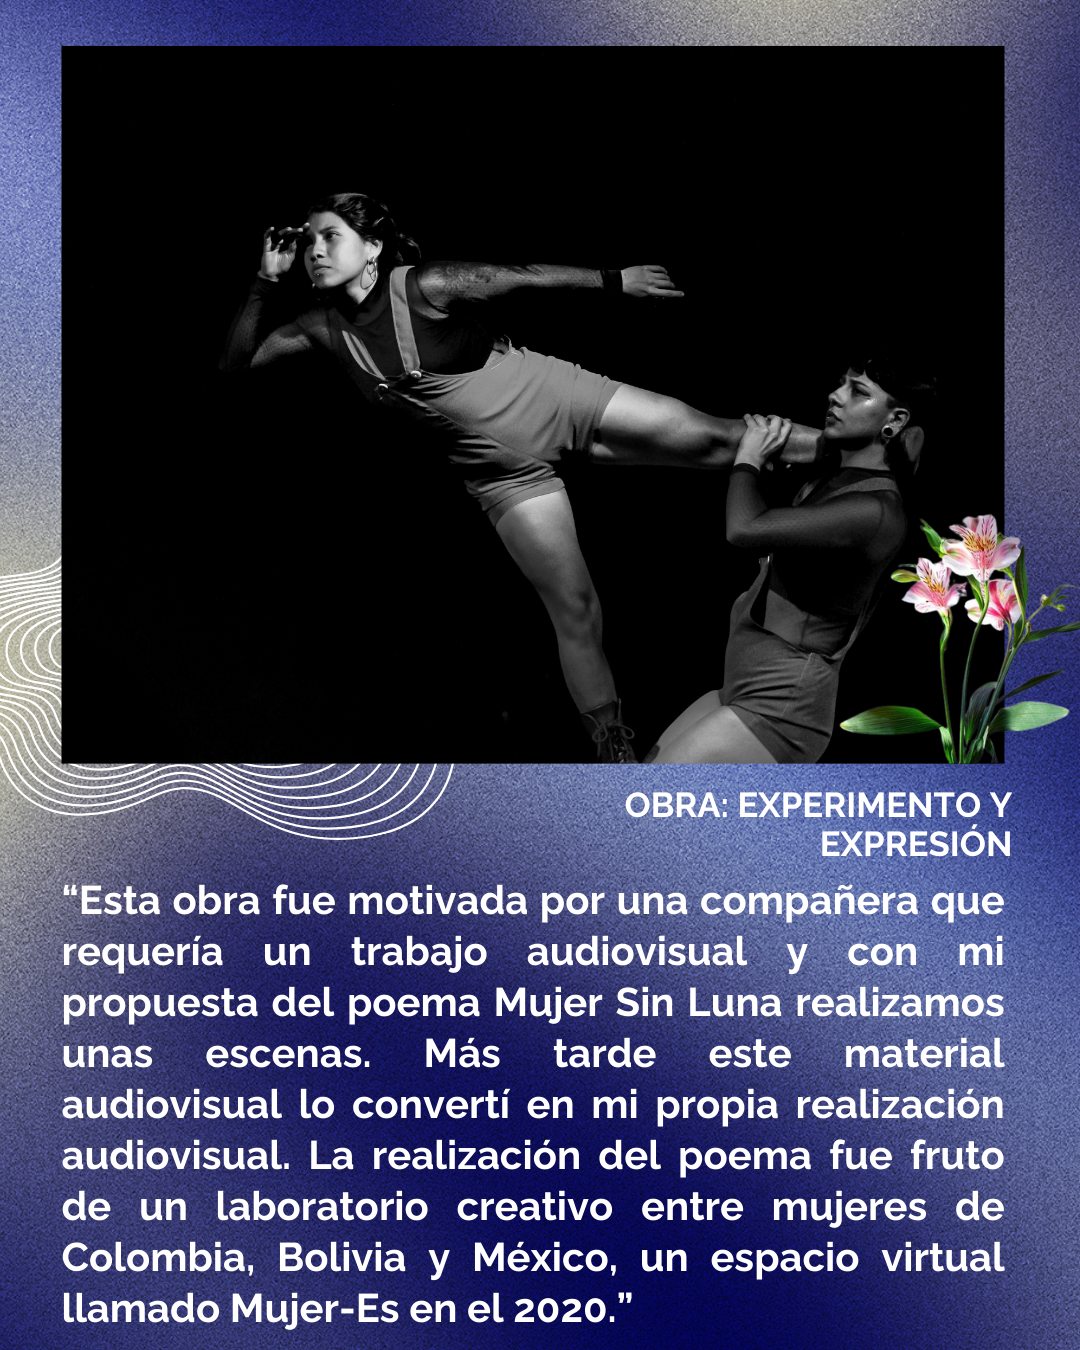 OBRA: EXPERIMENTO Y
EXPRESIÓN
“Esta obra fue motivada por una compañera que
requería un trabajo audiovisual y con mi
propuesta del poema Mujer Sin Luna realizamos
unas escenas. Más tarde este material
audiovisual lo convertí en mi propia realización
audiovisual. La realización del poema fue fruto
de un laboratorio creativo entre mujeres de
Colombia, Bolivia y México, un espacio virtual
llamado Mujer-Es en el 2020.”